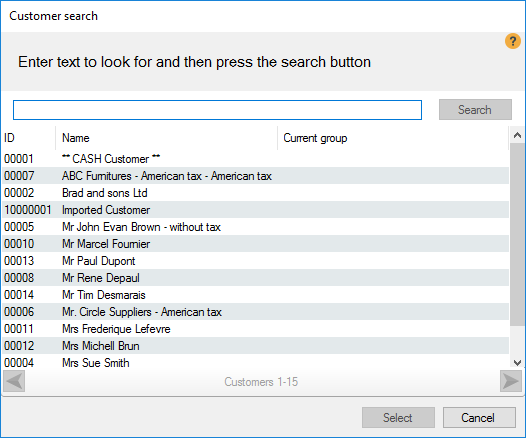 Customer search
?
Enter text to look for and then press the search button
Search
ID Name Current group
00001 ** CASH Customer **
00007 ABC Furnitures - American tax - American tax
00002 Brad and sons Ltd
10000001 Imported Customer
00005 Mr John Evan Brown - without tax
00010 Mr Marcel Fournier
00013 Mr Paul Dupont
00008 Mr Rene Depaul
00014 Mr Tim Desmarais
00006 Mr. Circle Suppliers - American tax
00011 Mrs Frederique Lefevre
00012 Mrs Michell Brun
00004 Mrs Sue Smith
Customers 1-15
Select Cancel